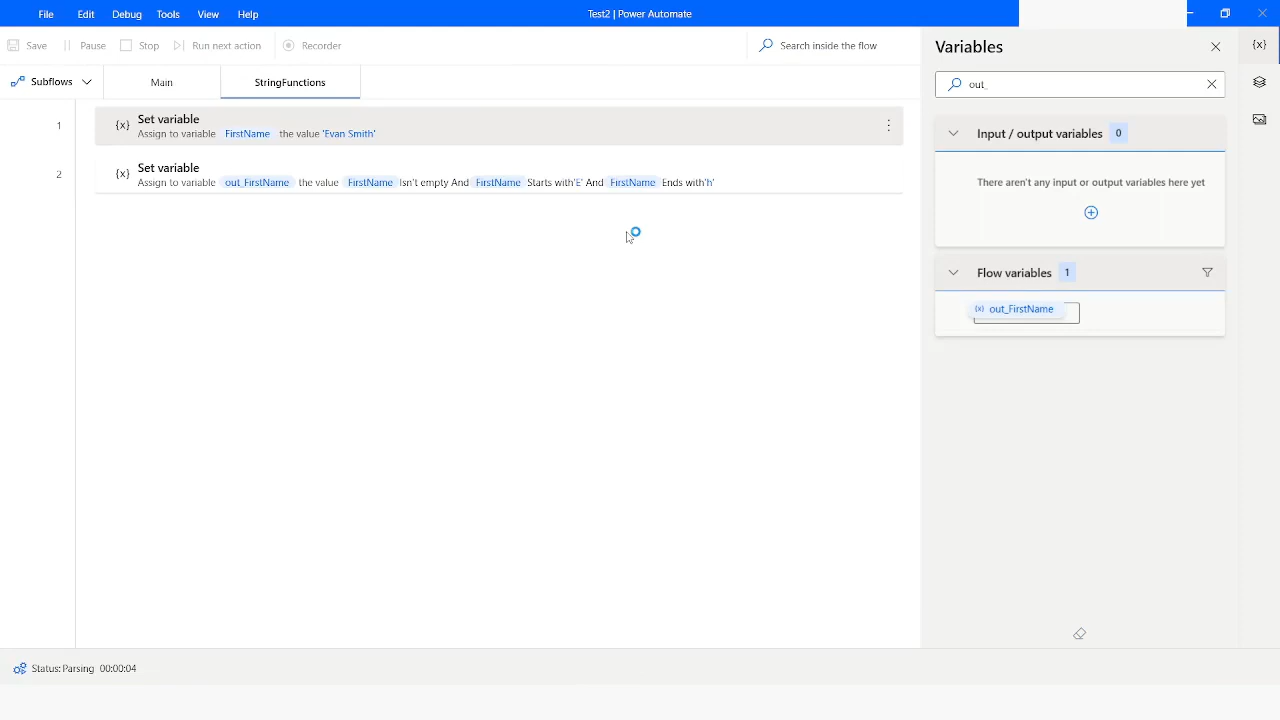 File Edit Debug Tools View Help Test2 | Power Automate
Save Pause Stop Run next action Recorder Search inside the flow
Variables
{x}
Subflows Main StringFunctions
out_
1 {x} Set variable
Assign to variable FirstName the value 'Evan Smith'
Input / output variables 0
2 {x} Set variable
Assign to variable out_FirstName the value FirstName Isn't empty And FirstName Starts with'E' And FirstName Ends with'h'
There aren't any input or output variables here yet
Flow variables 1
{x} out_FirstName
Status: Parsing 00:00:04